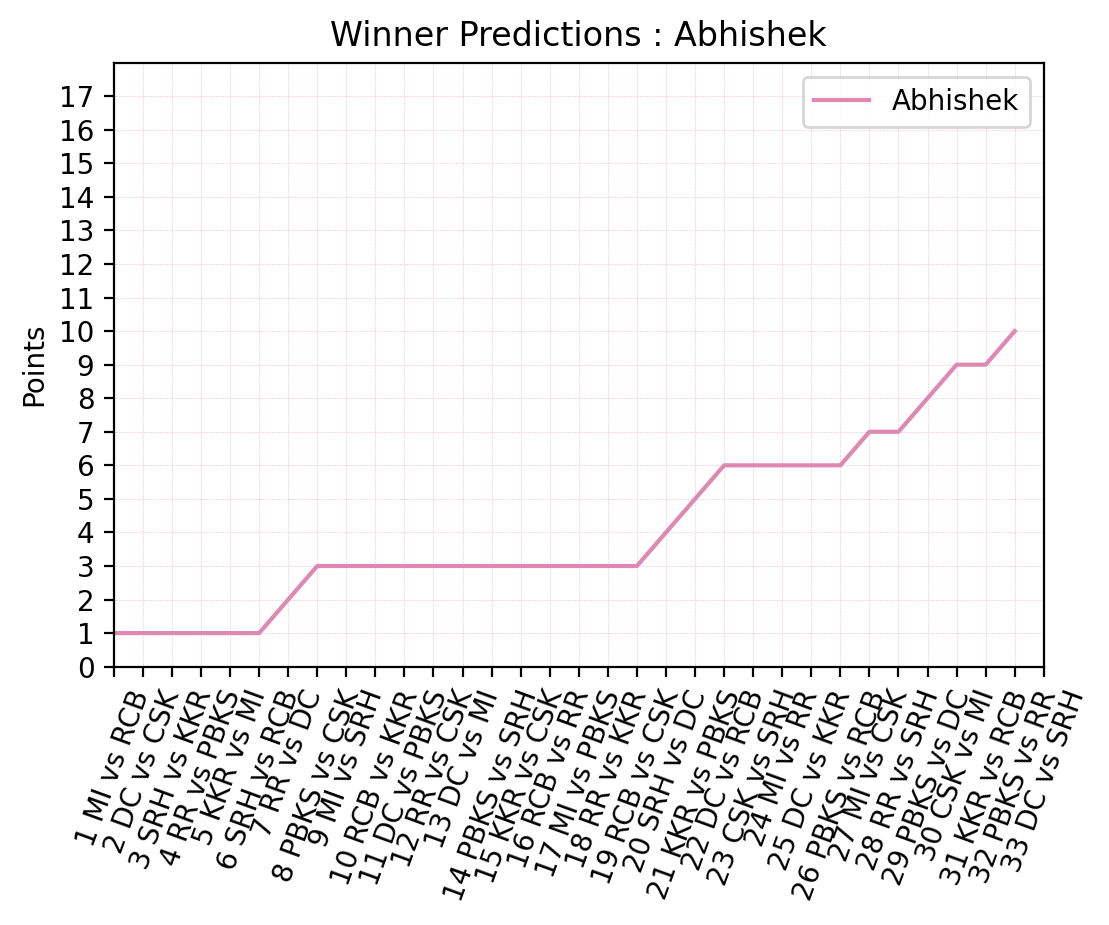 Winner Predictions : Abhishek
Abhishek
17
16
15
14
13
12
11
10
9
8
7
6
5
4
3
2
1
0
Points
1 MI vs RCB
2 DC vs CSK
3 SRH vs KKR
4 RR vs PBKS
5 KKR vs MI
6 SRH vs RCB
7 RR vs DC
8 PBKS vs CSK
9 MI vs SRH
10 RCB vs KKR
11 DC vs PBKS
12 RR vs CSK
13 DC vs MI
14 PBKS vs SRH
15 KKR vs CSK
16 RCB vs RR
17 MI vs PBKS
18 RR vs KKR
19 RCB vs CSK
20 SRH vs DC
21 KKR vs PBKS
22 DC vs RCB
23 CSK vs SRH
24 MI vs RR
25 DC vs KKR
26 PBKS vs RCB
27 MI vs CSK
28 RR vs SRH
29 PBKS vs DC
30 CSK vs MI
31 KKR vs RCB
32 PBKS vs RR
33 DC vs SRH